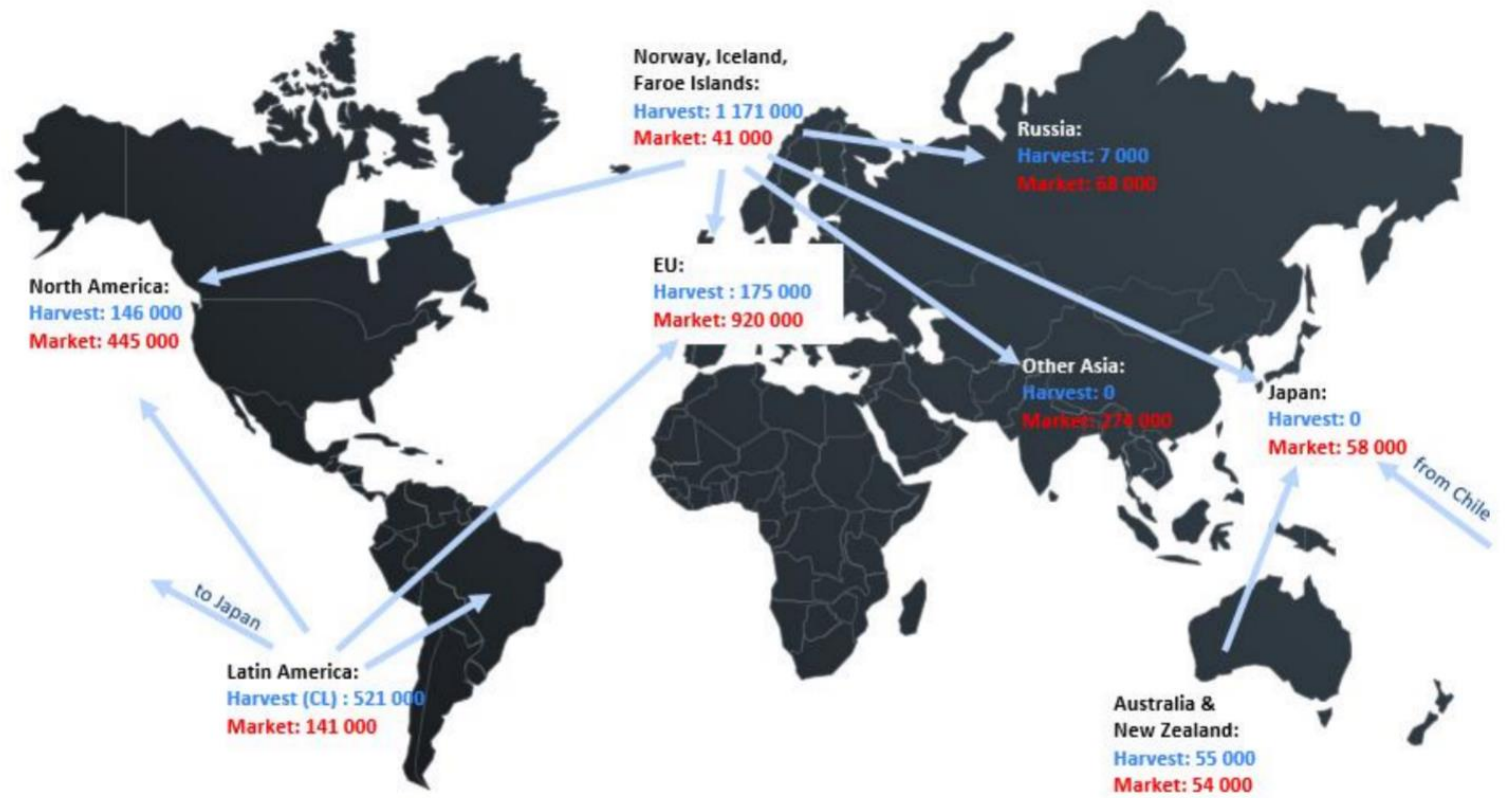 Norway, Iceland,
Faroe Islands:
Harvest: 1 171 000
Market: 41 000
Russia:
Harvest: 7 000
Market: 68 000
North America:
Harvest: 146 000
Market: 445 000
EU:
Harvest : 175 000
Market: 920 000
Other Asia:
Harvest: 0
Market: 274 000
Japan:
Harvest: 0
Market: 58 000
from Chile
to Japan
Latin America:
Harvest (CL) : 521 000
Market: 141 000
Australia &
New Zealand:
Harvest: 55 000
Market: 54 000